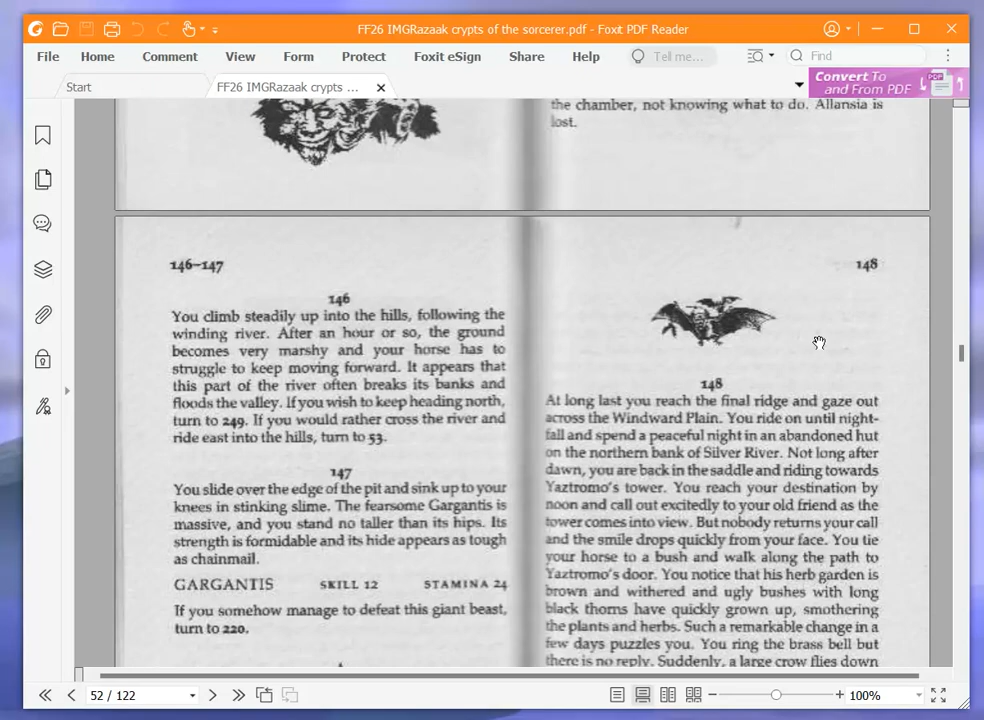 FF26 IMGRazaak crypts of the sorcerer.pdf - Foxit PDF Reader
File Home Comment View Form Protect Foxit eSign Share Help Tell me... Find
Start FF26 IMGRazaak crypts ... Convert To and From PDF PDF
the chamber, not knowing what to do. Allansia is
lost.
146–147
146
You climb steadily up into the hills, following the
winding river. After an hour or so, the ground
becomes very marshy and your horse has to
struggle to keep moving forward. It appears that
this part of the river often breaks its banks and
floods the valley. If you wish to keep heading north,
turn to 249. If you would rather cross the river and
ride east into the hills, turn to 53.
147
You slide over the edge of the pit and sink up to your
knees in stinking slime. The fearsome Gargantis is
massive, and you stand no taller than its hips. Its
strength is formidable and its hide appears as tough
as chainmail.
GARGANTIS SKILL 12 STAMINA 24
If you somehow manage to defeat this giant beast,
turn to 220.
148
148
At long last you reach the final ridge and gaze out
across the Windward Plain. You ride on until night-
fall and spend a peaceful night in an abandoned hut
on the northern bank of Silver River. Not long after
dawn, you are back in the saddle and riding towards
Yaztromo's tower. You reach your destination by
noon and call out excitedly to your old friend as the
tower comes into view. But nobody returns your call
and the smile drops quickly from your face. You tie
your horse to a bush and walk along the path to
Yaztromo's door. You notice that his herb garden is
brown and withered and ugly bushes with long
black thorns have quickly grown up, smothering
the plants and herbs. Such a remarkable change in a
few days puzzles you. You ring the brass bell but
there is no reply. Suddenly, a large crow flies down
52 / 122 100%